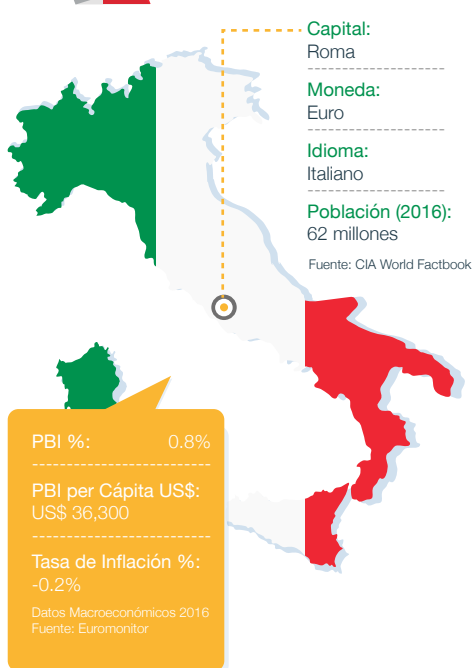 Capital:
Roma
Moneda:
Euro
Idioma:
Italiano
Población (2016):
62 millones
Fuente: CIA World Factbook
PBI %: 0.8%
PBI per Cápita US$:
US$ 36,300
Tasa de Inflación %:
-0.2%
Datos Macroeconómicos 2016
Fuente: Euromonitor